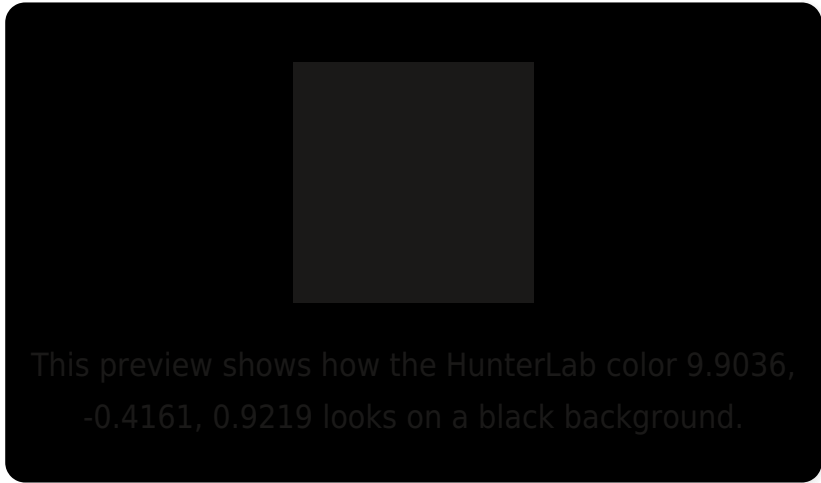 This preview shows how the HunterLab color 9.9036,
-0.4161, 0.9219 looks on a black background.